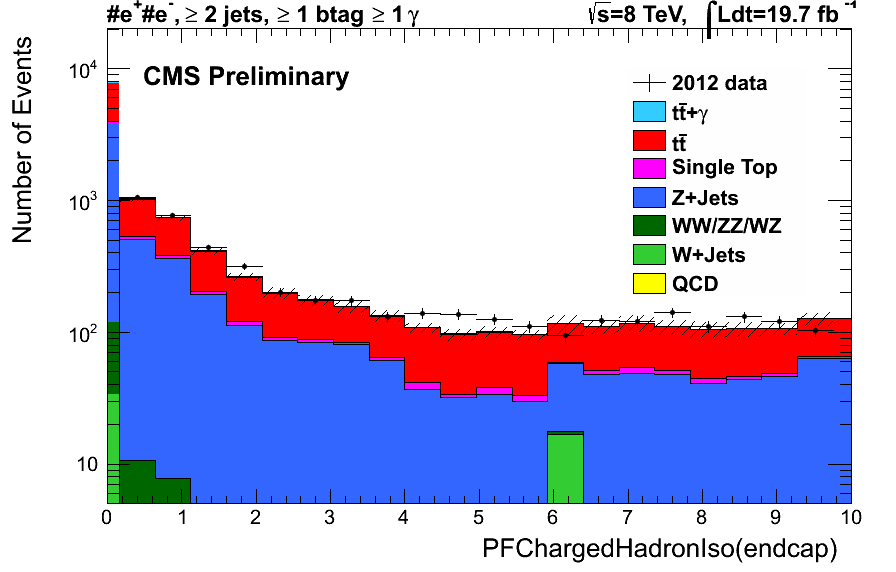 #e⁺#e⁻, ≥ 2 jets, ≥ 1 btag ≥ 1 γ √s=8 TeV, ∫Ldt=19.7 fb⁻¹
CMS Preliminary
2012 data
tt̄+γ
tt̄
Single Top
Z+Jets
WW/ZZ/WZ
W+Jets
QCD
Number of Events
10⁴
10³
10²
10
0 1 2 3 4 5 6 7 8 9 10
PFChargedHadronIso(endcap)